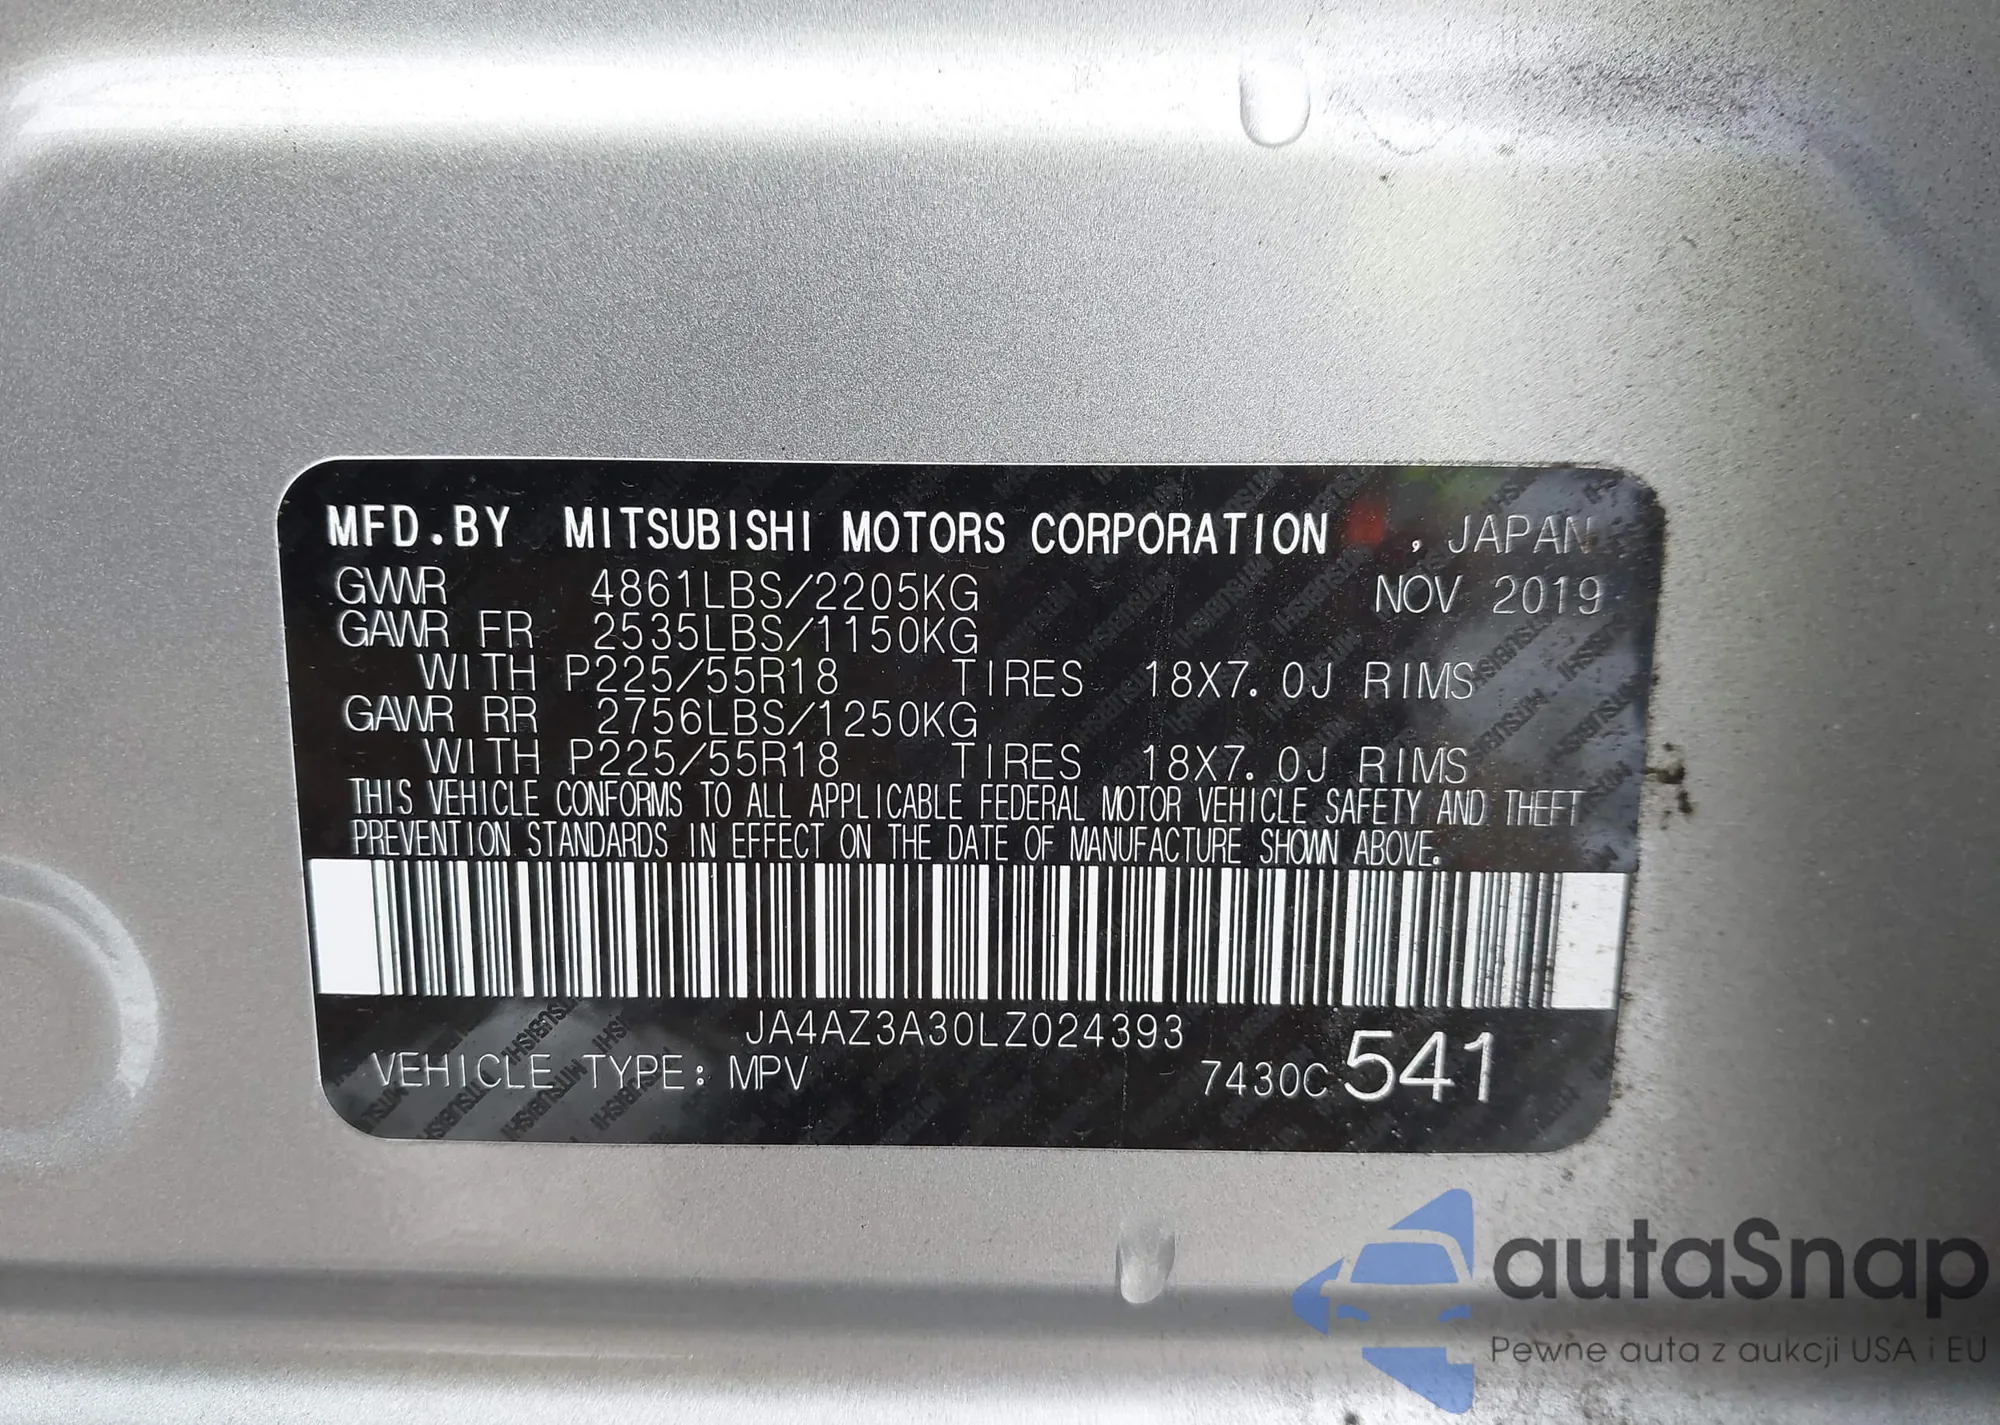 MFD.BY MITSUBISHI MOTORS CORPORATION , JAPAN
GVWR 4861LBS/2205KG NOV 2019
GAWR FR 2535LBS/1150KG
WITH P225/55R18 TIRES 18X7.0J RIMS
GAWR RR 2756LBS/1250KG
WITH P225/55R18 TIRES 18X7.0J RIMS
THIS VEHICLE CONFORMS TO ALL APPLICABLE FEDERAL MOTOR VEHICLE SAFETY AND THEFT
PREVENTION STANDARDS IN EFFECT ON THE DATE OF MANUFACTURE SHOWN ABOVE.
JA4AZ3A30LZ024393
VEHICLE TYPE: MPV 7430C 541
autaSnap
Pewne auta z aukcji USA i EU